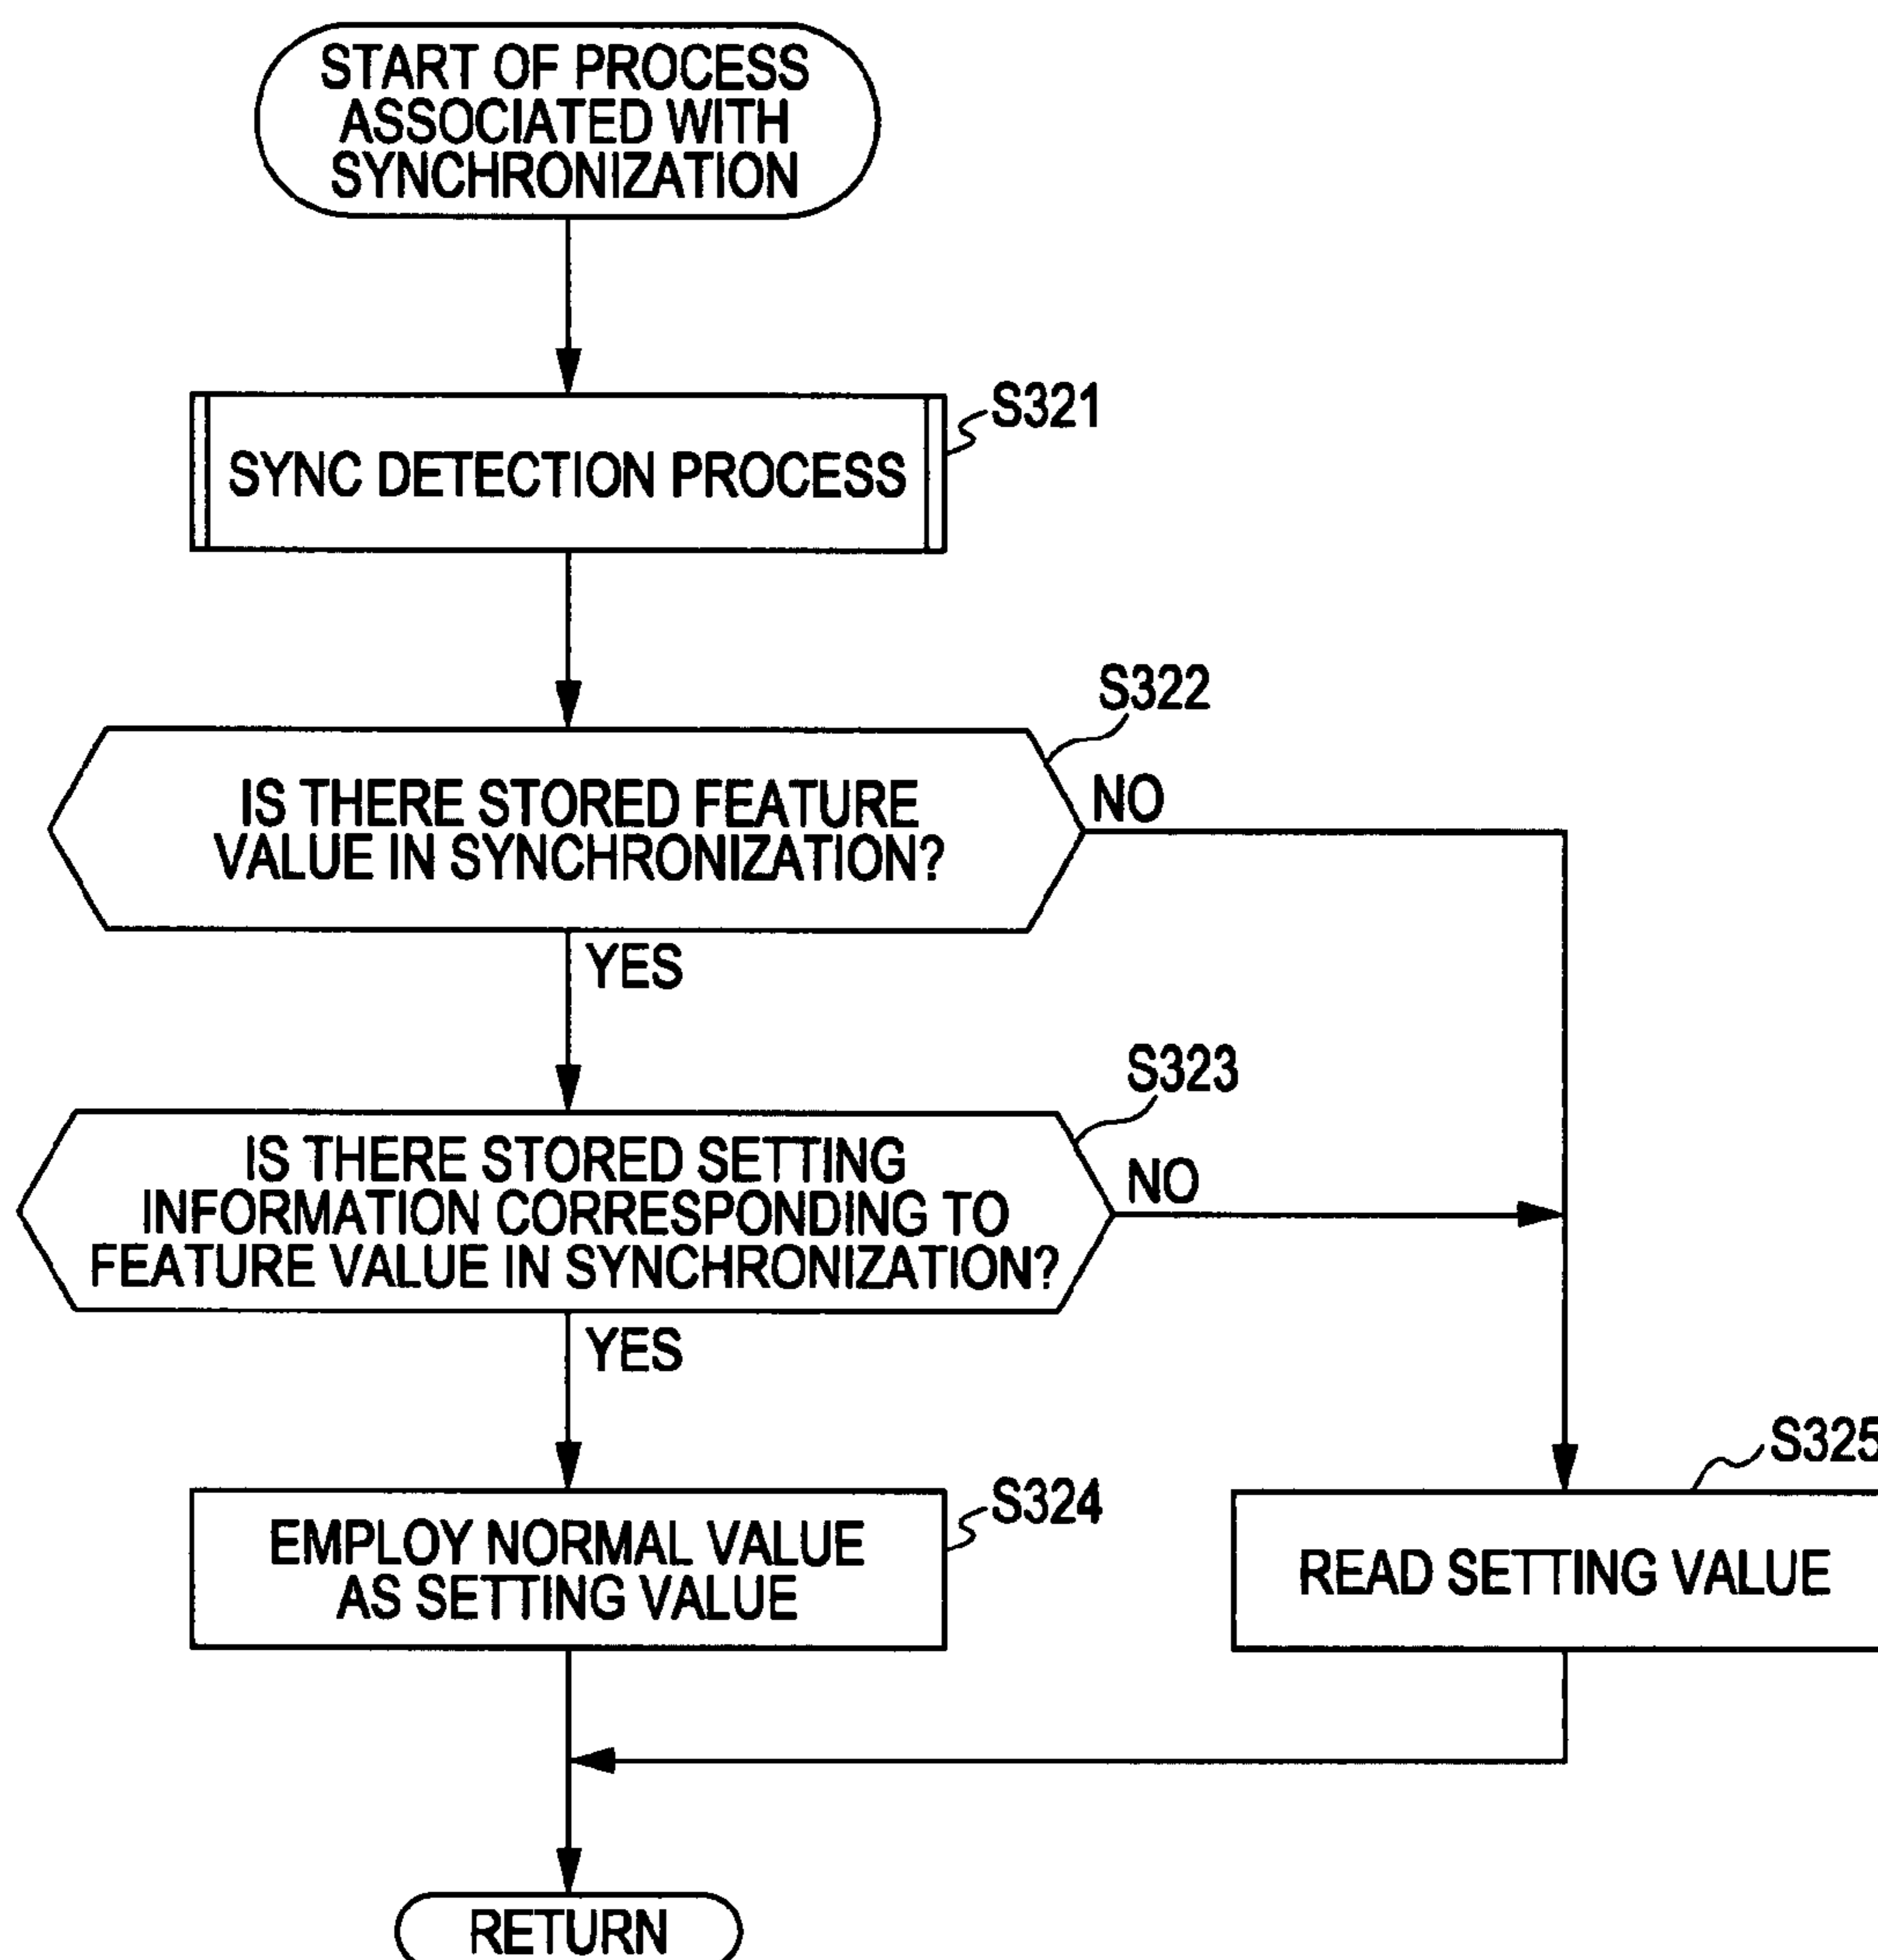 START OF PROCESS
ASSOCIATED WITH
SYNCHRONIZATION
S321
SYNC DETECTION PROCESS
S322
IS THERE STORED FEATURE
VALUE IN SYNCHRONIZATION?
NO
YES
S323
IS THERE STORED SETTING
INFORMATION CORRESPONDING TO
FEATURE VALUE IN SYNCHRONIZATION?
NO
YES
S324
EMPLOY NORMAL VALUE
AS SETTING VALUE
S325
READ SETTING VALUE
RETURN